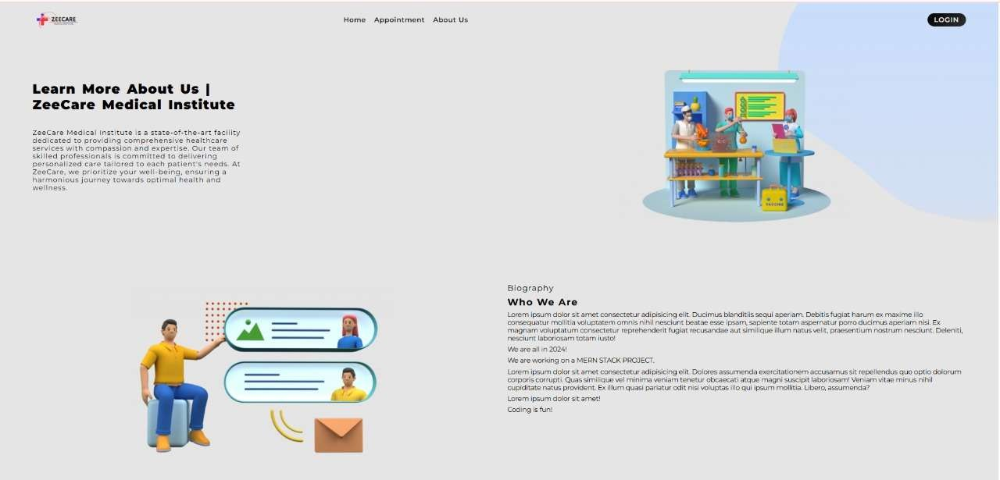 ZEECARE
Home Appointment About Us
LOGIN
Learn More About Us |
ZeeCare Medical Institute
ZeeCare Medical Institute is a state-of-the-art facility
dedicated to providing comprehensive healthcare
services with compassion and expertise. Our team of
skilled professionals is committed to delivering
personalized care tailored to each patient's needs. At
ZeeCare, we prioritize your well-being, ensuring a
harmonious journey towards optimal health and
wellness.
VACCINE
Biography
Who We Are
Lorem ipsum dolor sit amet consectetur adipisicing elit. Ducimus blanditiis sequi aperiam. Debitis fugiat harum ex maxime illo
consequatur mollitia voluptatem omnis nihil nesciunt beatae esse ipsam, sapiente totam aspernatur porro ducimus aperiam nisi. Ex
magnam voluptatum consectetur reprehenderit fugiat recusandae aut similique illum natus velit, praesentium nostrum nesciunt. Deleniti,
nesciunt laboriosam totam iusto!
We are all in 2024!
We are working on a MERN STACK PROJECT.
Lorem ipsum dolor sit amet consectetur adipisicing elit. Dolores assumenda exercitationem accusamus sit repellendus quo optio dolorum
corporis corrupti. Quas similique vel minima veniam tenetur obcaecati atque magni suscipit laboriosam! Veniam vitae minus nihil
cupiditate natus provident. Ex illum quasi pariatur odit nisi voluptas illo qui ipsum mollitia. Libero, assumenda?
Lorem ipsum dolor sit amet!
Coding is fun!